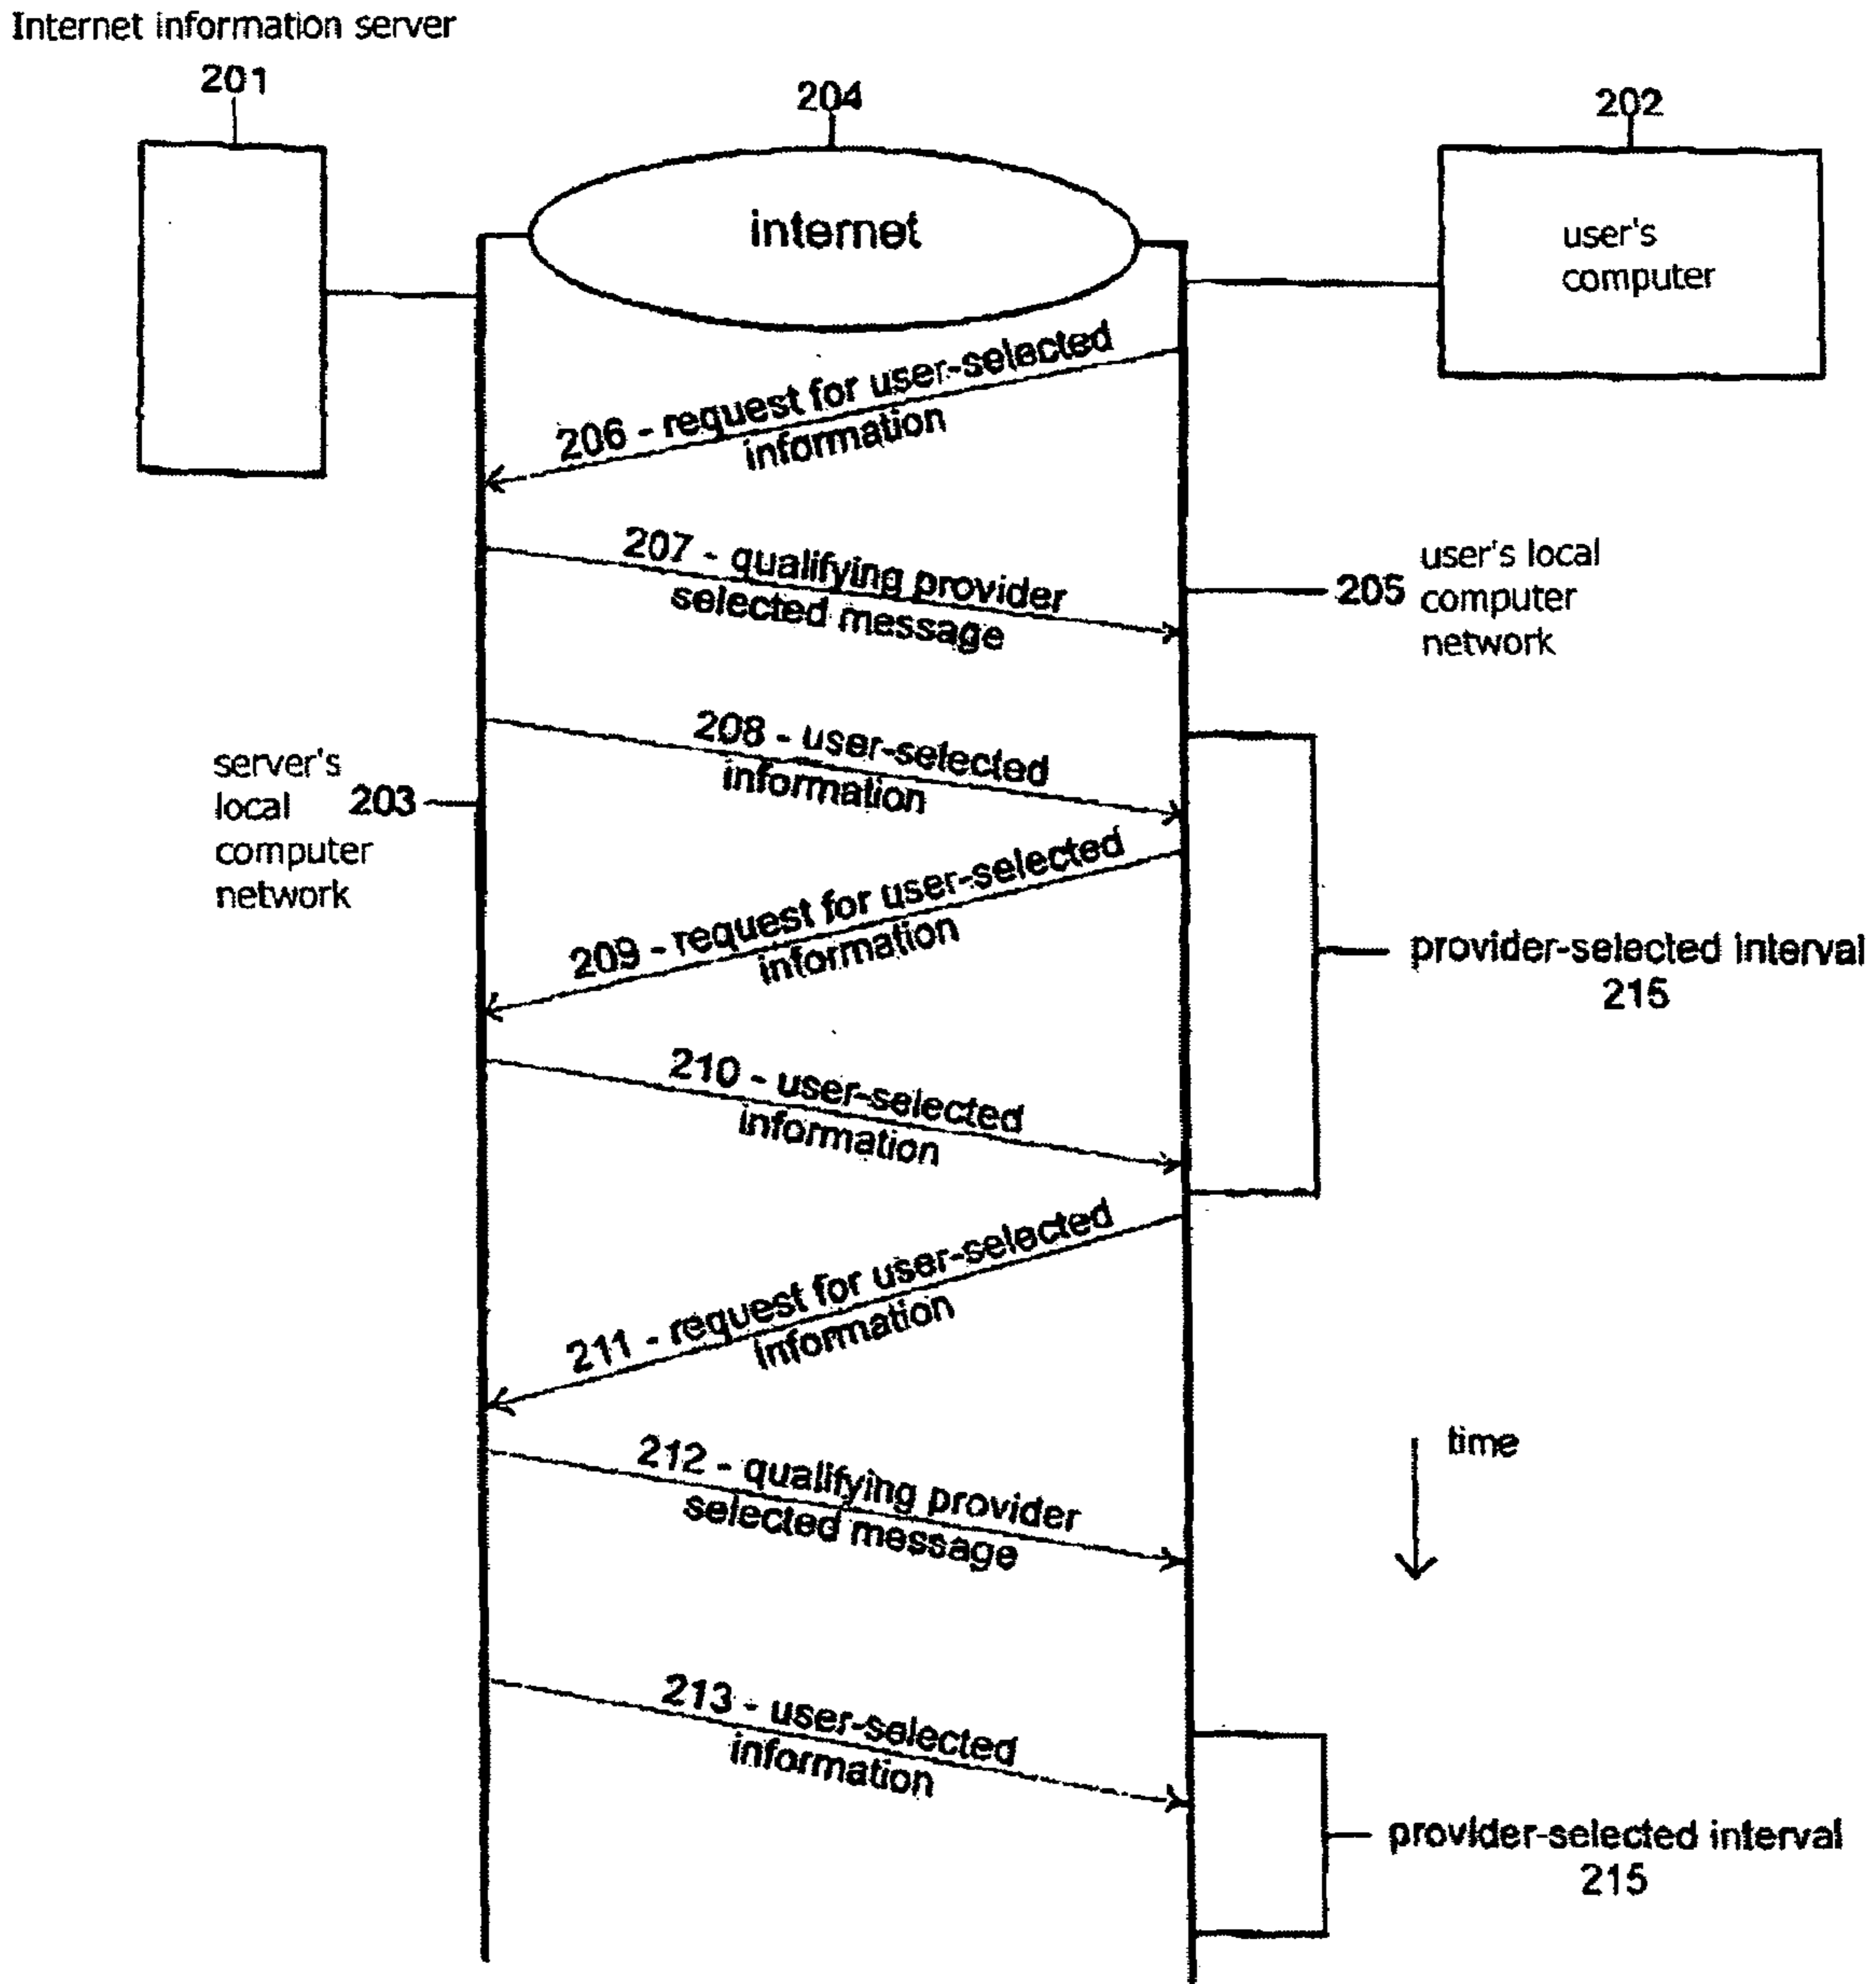 Internet information server
201
204
202
internet
user's
computer
206 - request for user-selected
information
207 - qualifying provider
selected message
205
user's local
computer
network
208 - user-selected
information
server's
local
computer
network
203
209 - request for user-selected
information
provider-selected interval
215
210 - user-selected
information
211 - request for user-selected
information
time
212 - qualifying provider
selected message
213 - user-selected
information
provider-selected interval
215